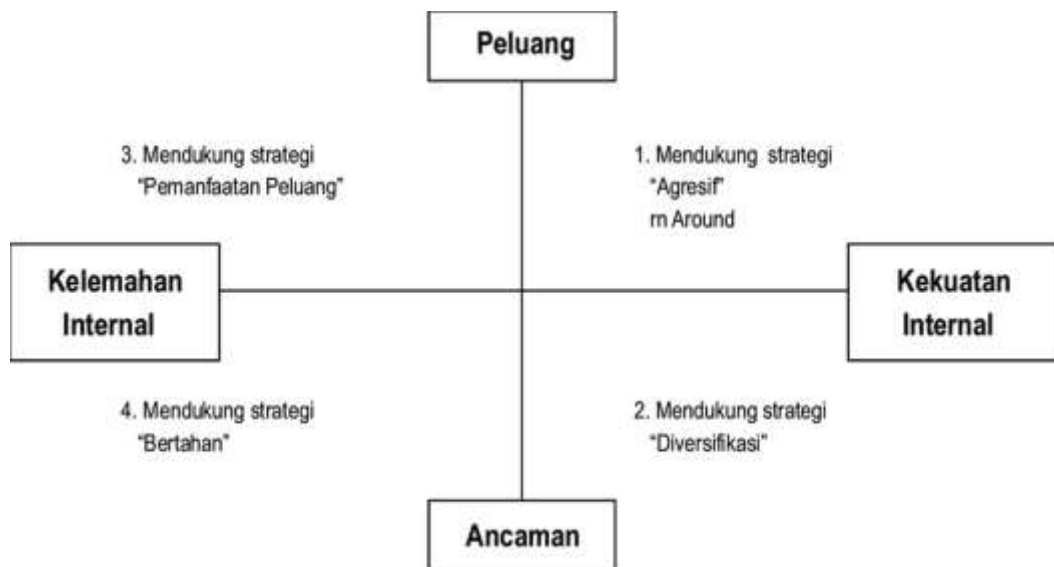 Peluang
3. Mendukung strategi
"Pemanfaatan Peluang"
1. Mendukung strategi
"Agresif"
rn Around
Kelemahan
Internal
Kekuatan
Internal
4. Mendukung strategi
"Bertahan"
2. Mendukung strategi
"Diversifikasi"
Ancaman